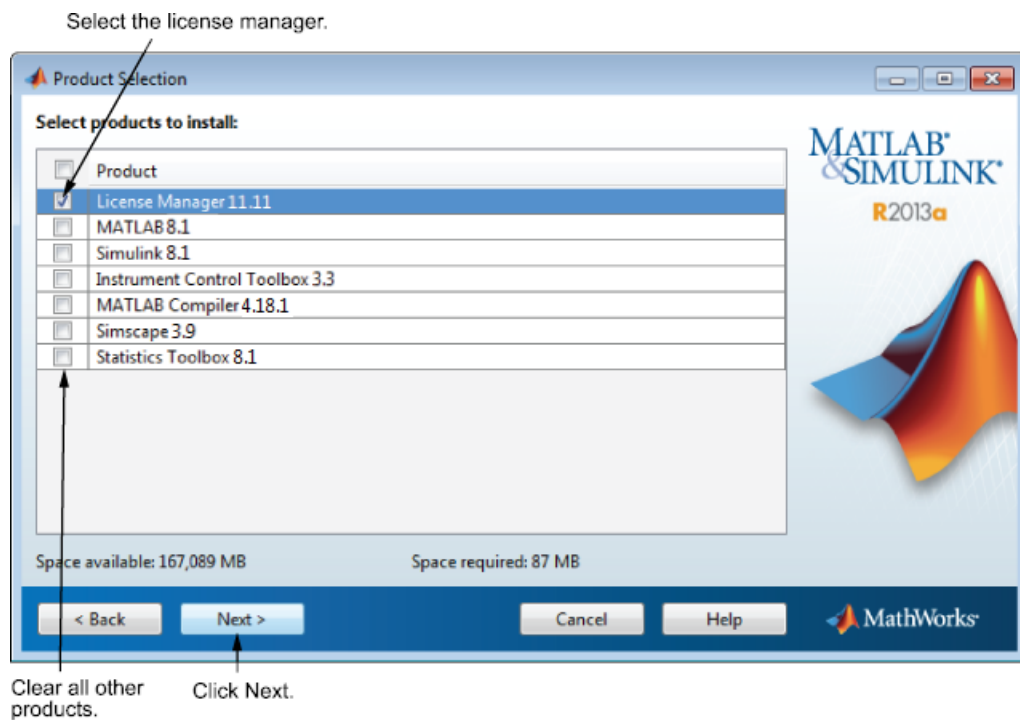 Select the license manager.
Product Selection
Select products to install:
MATLAB®
&SIMULINK®
R2013a
Product
License Manager 11.11
MATLAB 8.1
Simulink 8.1
Instrument Control Toolbox 3.3
MATLAB Compiler 4.18.1
Simscape 3.9
Statistics Toolbox 8.1
Space available: 167,089 MB
Space required: 87 MB
< Back
Next >
Cancel
Help
MathWorks®
Clear all other
products.
Click Next.